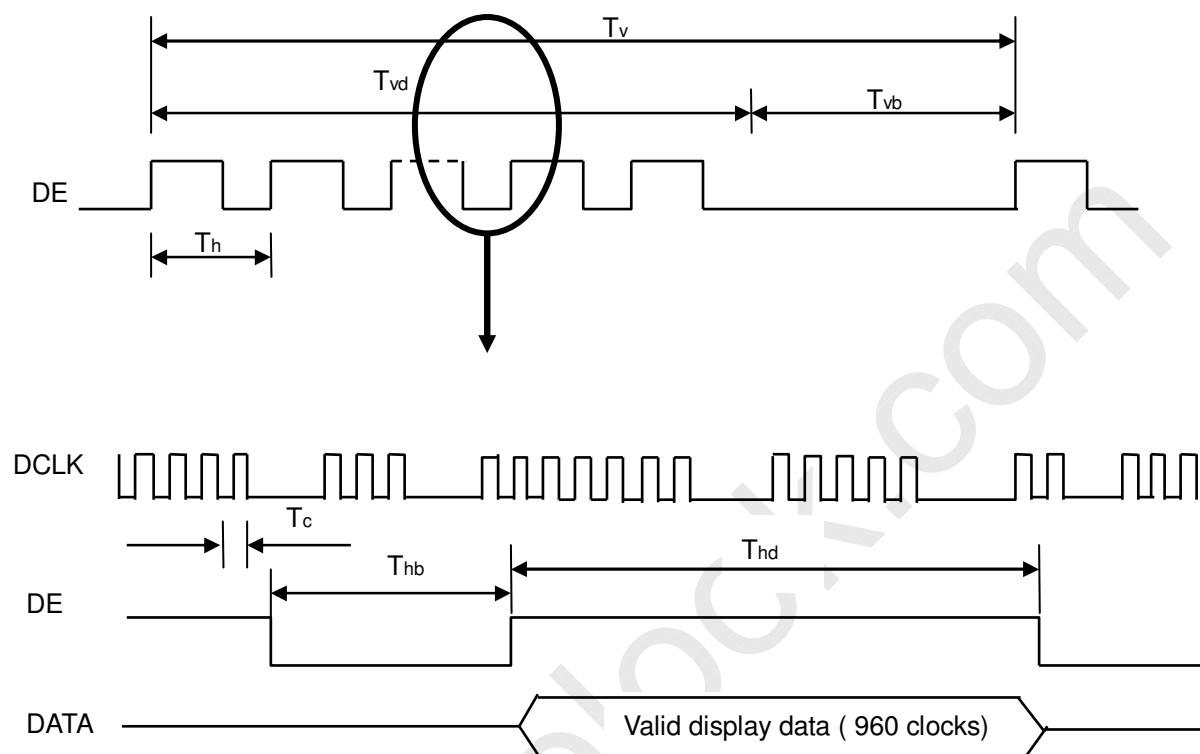 Tv
Tvd
Tvb
DE
Th
DCLK
Tc
Thb
Thd
DE
DATA
Valid display data ( 960 clocks)